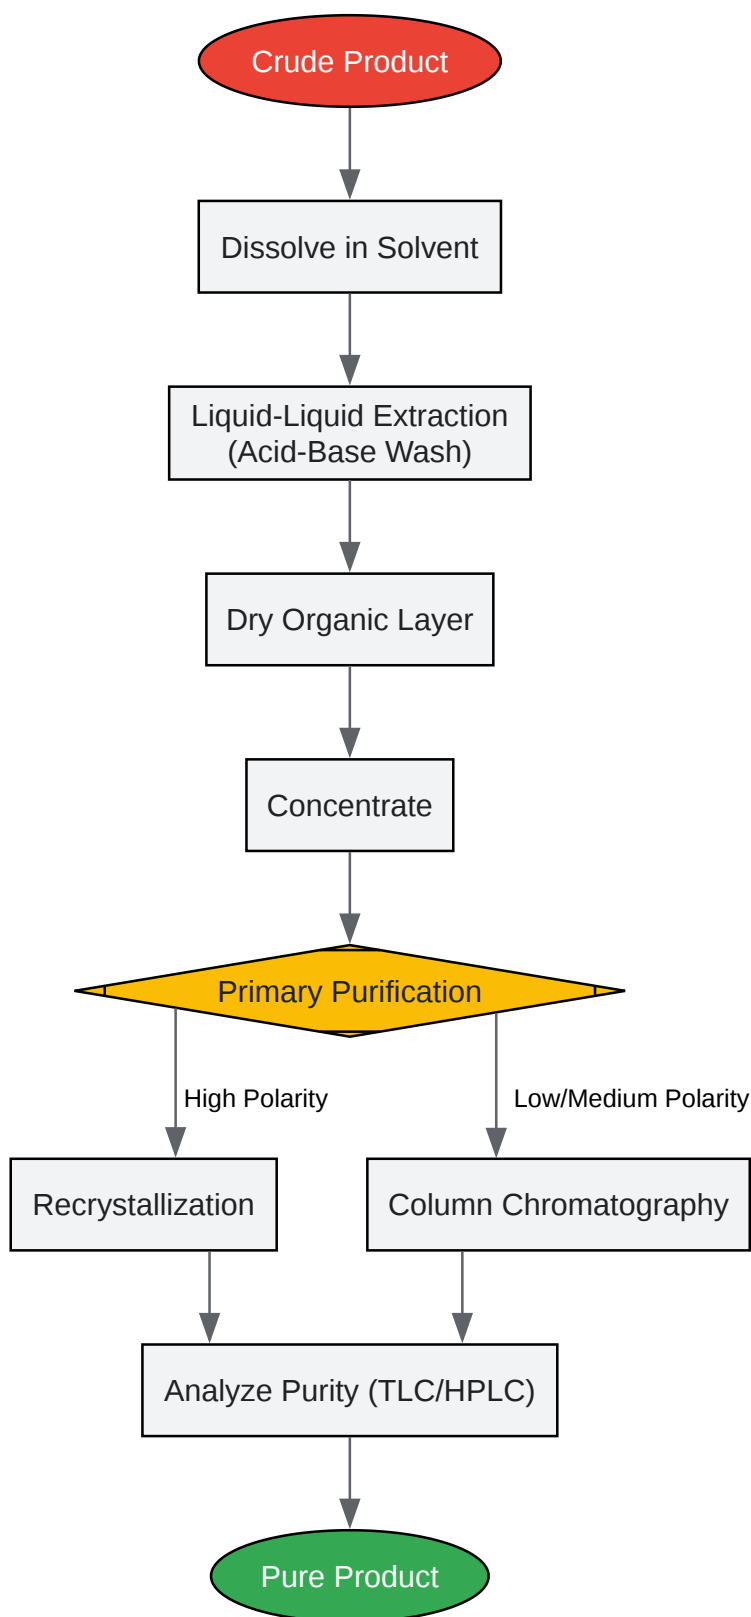 Crude Product
Dissolve in Solvent
Liquid-Liquid Extraction
(Acid-Base Wash)
Dry Organic Layer
Concentrate
Primary Purification
High Polarity
Low/Medium Polarity
Recrystallization
Column Chromatography
Analyze Purity (TLC/HPLC)
Pure Product